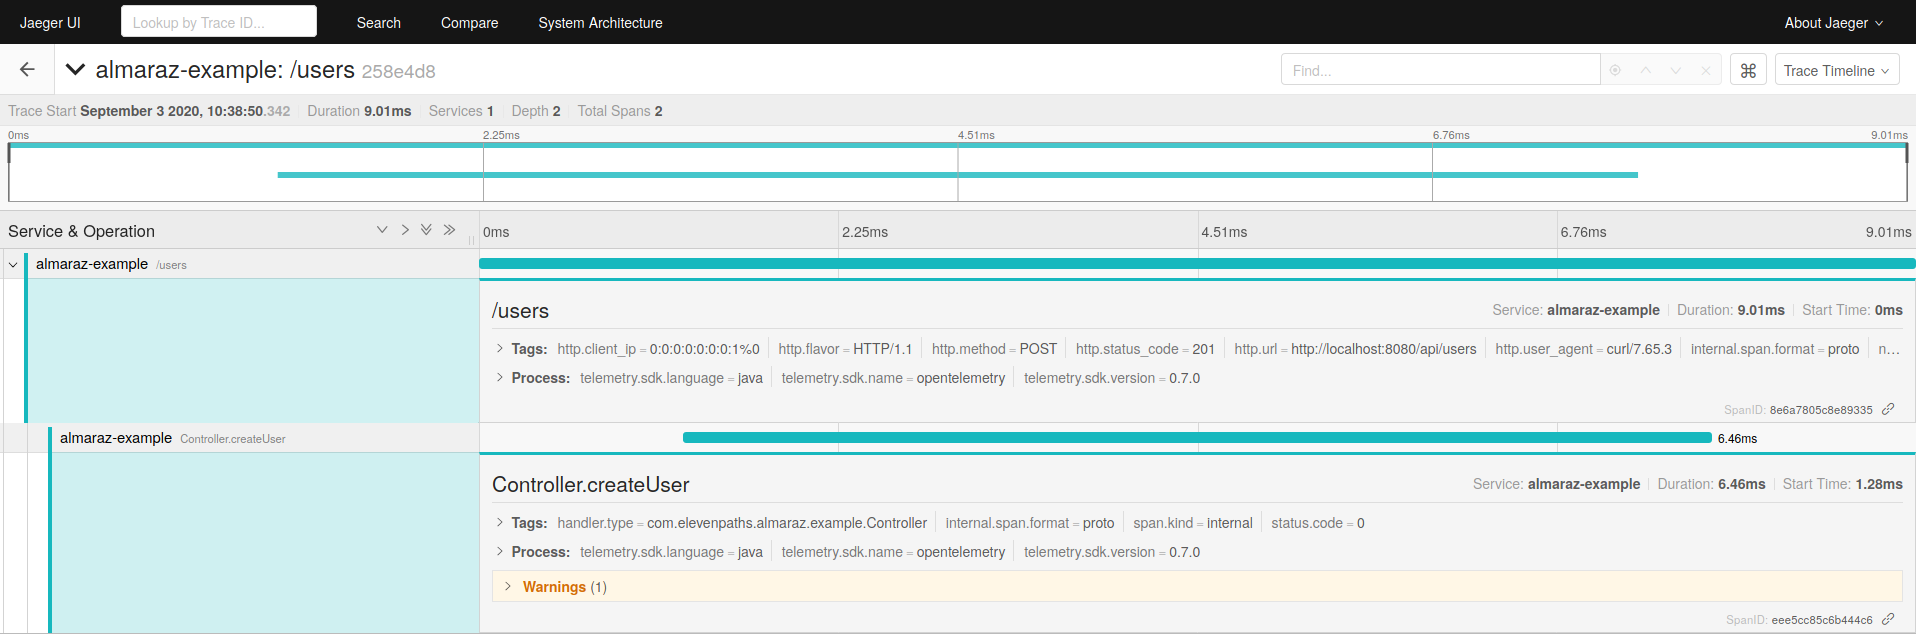 Jaeger UI Lookup by Trace ID... Search Compare System Architecture About Jaeger
almaraz-example: /users 258e4d8 Find... ⌘ Trace Timeline
Trace Start September 3 2020, 10:38:50.342 Duration 9.01ms Services 1 Depth 2 Total Spans 2
0ms 2.25ms 4.51ms 6.76ms 9.01ms
Service & Operation 0ms 2.25ms 4.51ms 6.76ms 9.01ms
almaraz-example /users
/users Service: almaraz-example Duration: 9.01ms Start Time: 0ms
Tags: http.client_ip = 0:0:0:0:0:0:0:1%0 http.flavor = HTTP/1.1 http.method = POST http.status_code = 201 http.url = http://localhost:8080/api/users http.user_agent = curl/7.65.3 internal.span.format = proto n...
Process: telemetry.sdk.language = java telemetry.sdk.name = opentelemetry telemetry.sdk.version = 0.7.0
SpanID: 8e6a7805c8e89335
almaraz-example Controller.createUser 6.46ms
Controller.createUser Service: almaraz-example Duration: 6.46ms Start Time: 1.28ms
Tags: handler.type = com.elevenpaths.almaraz.example.Controller internal.span.format = proto span.kind = internal status.code = 0
Process: telemetry.sdk.language = java telemetry.sdk.name = opentelemetry telemetry.sdk.version = 0.7.0
Warnings (1)
SpanID: eee5cc85c6b444c6